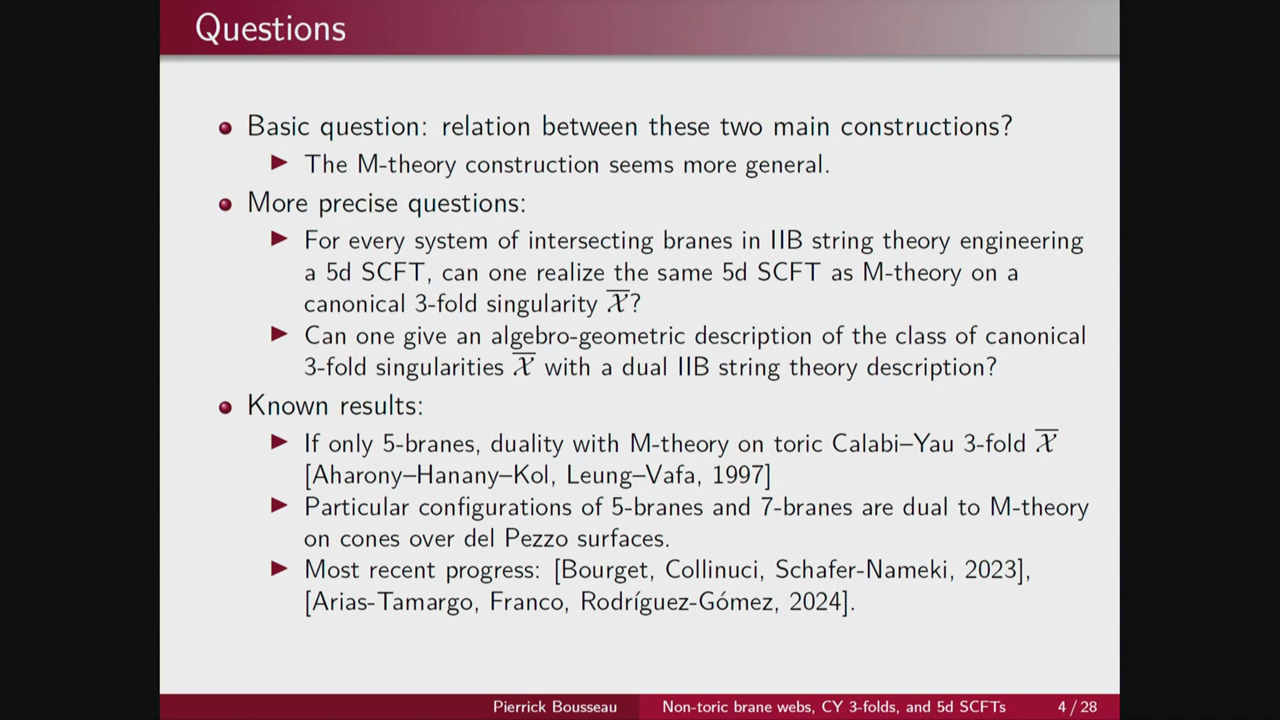 Questions
Basic question: relation between these two main constructions?
The M-theory construction seems more general.
More precise questions:
For every system of intersecting branes in IIB string theory engineering
a 5d SCFT, can one realize the same 5d SCFT as M-theory on a
canonical 3-fold singularity $\overline{\mathcal{X}}$?
Can one give an algebro-geometric description of the class of canonical
3-fold singularities $\overline{\mathcal{X}}$ with a dual IIB string theory description?
Known results:
If only 5-branes, duality with M-theory on toric Calabi–Yau 3-fold $\overline{\mathcal{X}}$
[Aharony–Hanany–Kol, Leung–Vafa, 1997]
Particular configurations of 5-branes and 7-branes are dual to M-theory
on cones over del Pezzo surfaces.
Most recent progress: [Bourget, Collinuci, Schafer-Nameki, 2023],
[Arias-Tamargo, Franco, Rodríguez-Gómez, 2024].
Pierrick Bousseau Non-toric brane webs, CY 3-folds, and 5d SCFTs 4 / 28